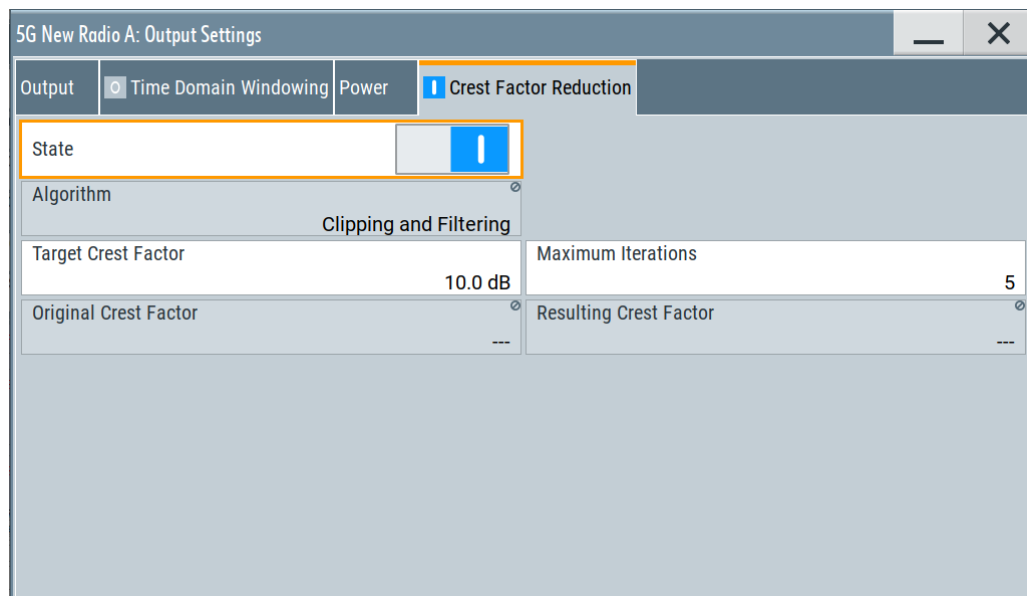 5G New Radio A: Output Settings
Output Time Domain Windowing Power Crest Factor Reduction
State
Algorithm
Clipping and Filtering
Target Crest Factor Maximum Iterations
10.0 dB 5
Original Crest Factor Resulting Crest Factor
--- ---